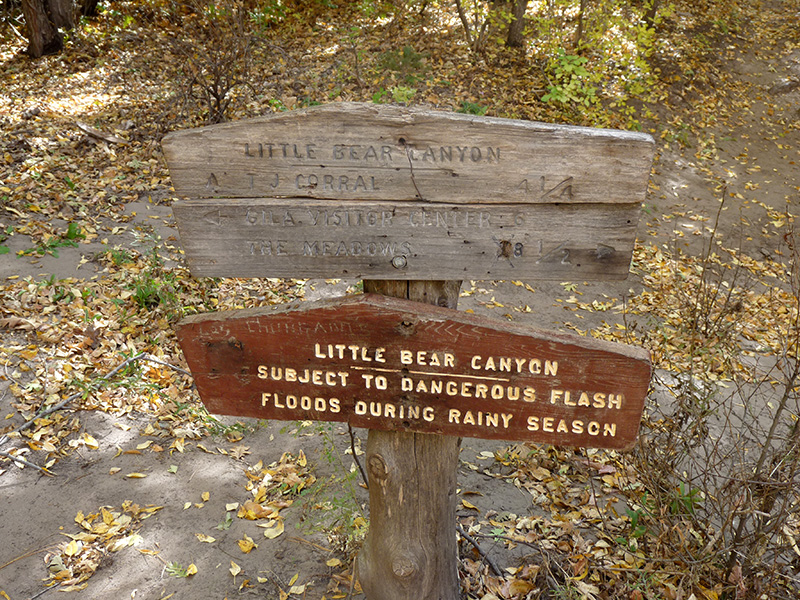 LITTLE BEAR CANYON
T J CORRAL 4 1/4
GILA VISITOR CENTER 6
THE MEADOWS 8 1/2
LITTLE BEAR CANYON
SUBJECT TO DANGEROUS FLASH
FLOODS DURING RAINY SEASON